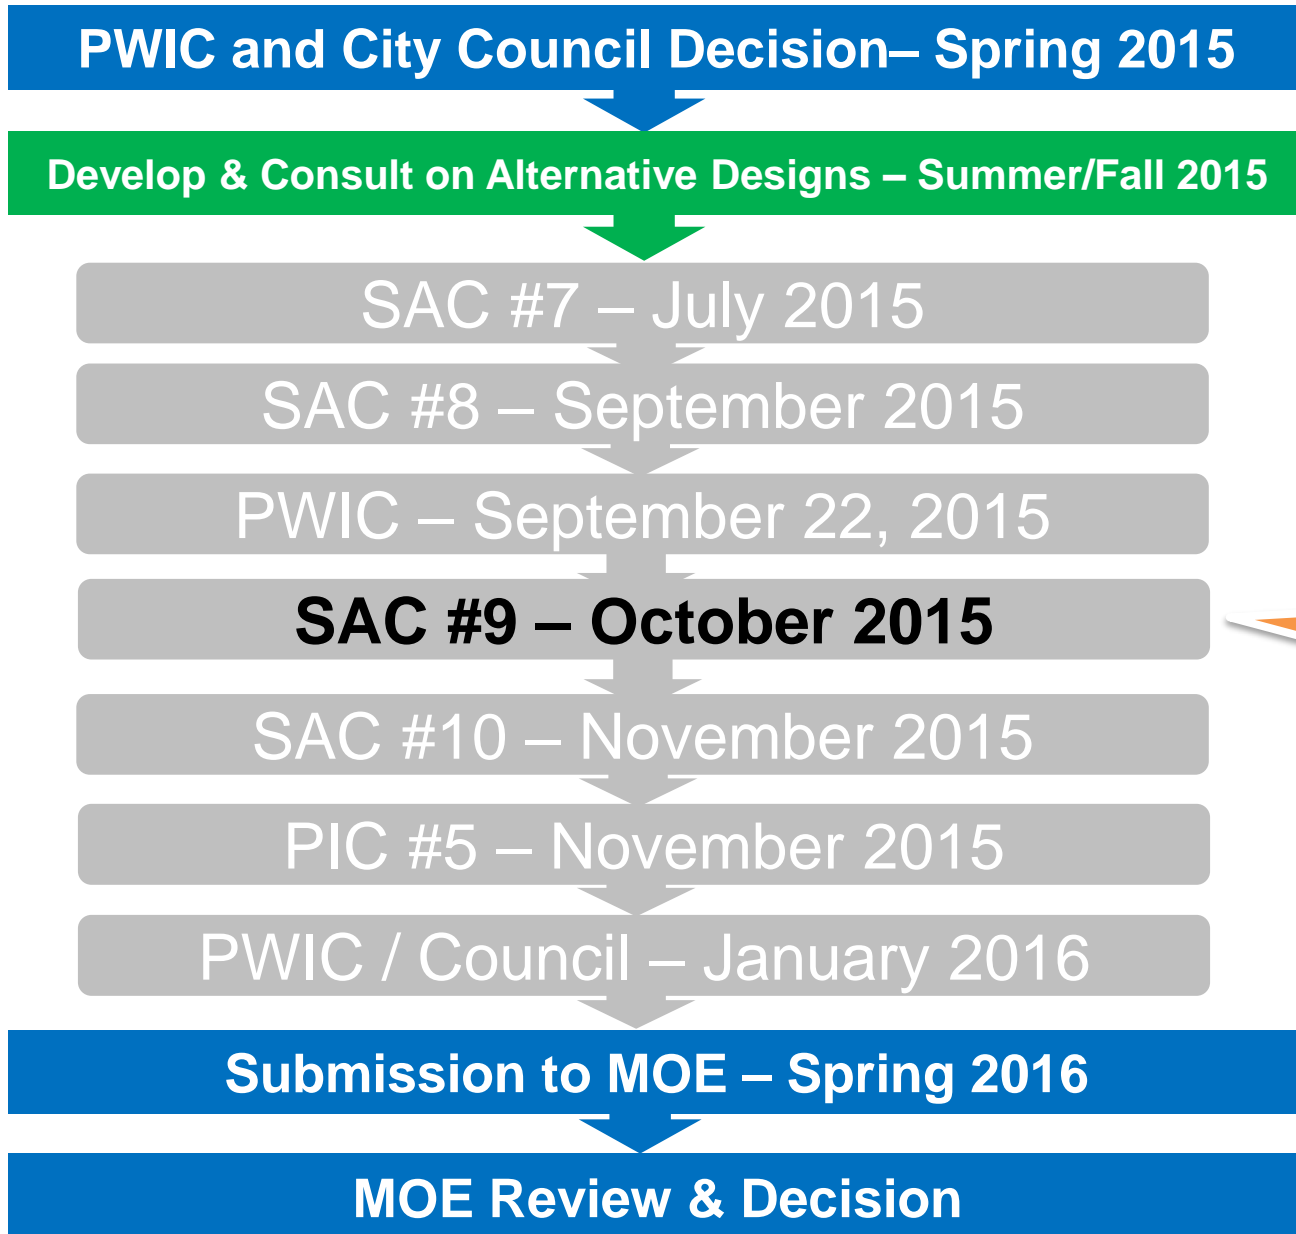 PWIC and City Council Decision– Spring 2015
Develop & Consult on Alternative Designs – Summer/Fall 2015
SAC #7 – July 2015
SAC #8 – September 2015
PWIC – September 22, 2015
SAC #9 – October 2015
SAC #10 – November 2015
PIC #5 – November 2015
PWIC / Council – January 2016
Submission to MOE – Spring 2016
MOE Review & Decision